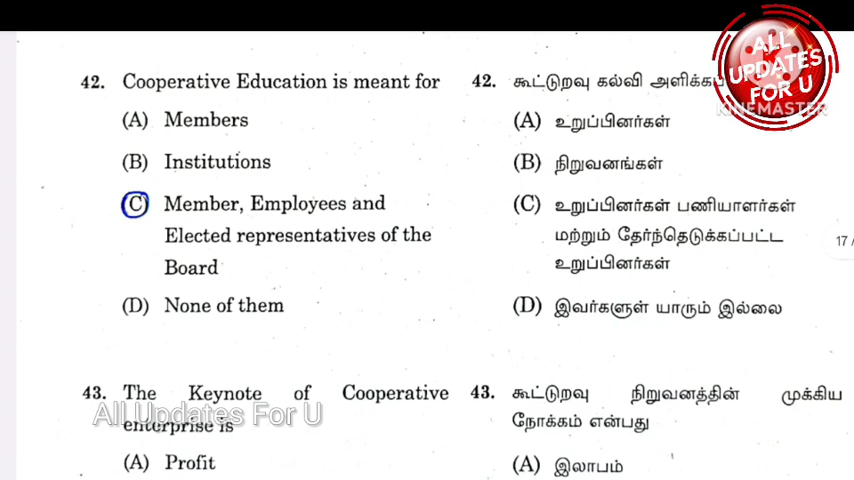 ALL
UPDATES
FOR U
KINEMASTER
42. Cooperative Education is meant for
(A) Members
(B) Institutions
(C) Member, Employees and
Elected representatives of the
Board
(D) None of them
43. The Keynote of Cooperative
enterprise is
(A) Profit
42. கூட்டுறவு கல்வி
(A) உறுப்பினர்கள்
(B) நிறுவனங்கள்
(C) உறுப்பினர்கள் பணியாளர்கள்
மற்றும் தேர்ந்தெடுக்கப்பட்ட
உறுப்பினர்கள்
(D) இவர்களுள் யாரும் இல்லை
43. கூட்டுறவு நிறுவனத்தின் முக்கிய
நோக்கம் என்பது
(A) இலாபம்
17/
All Updates For U